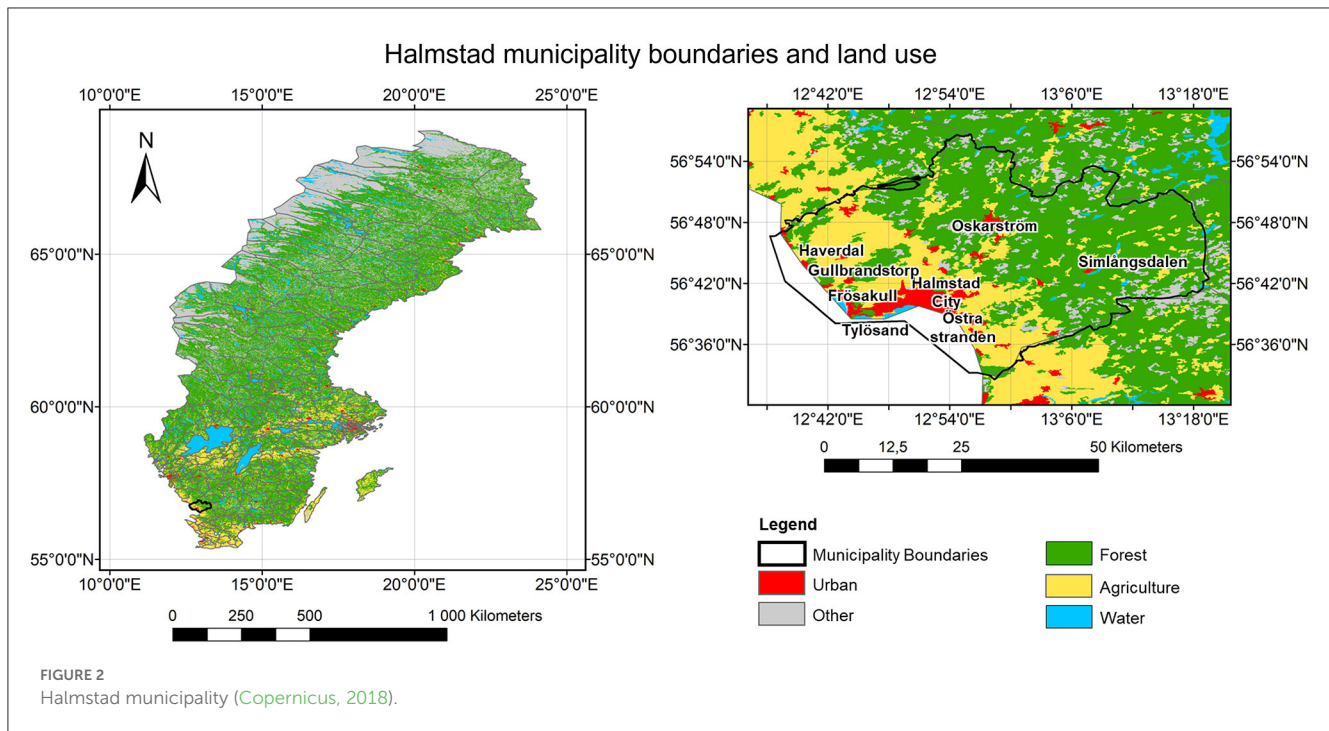 Halmstad municipality boundaries and land use
10°0'0"E 15°0'0"E 20°0'0"E 25°0'0"E
N
65°0'0"N 65°0'0"N
60°0'0"N 60°0'0"N
55°0'0"N 55°0'0"N
10°0'0"E 15°0'0"E 20°0'0"E 25°0'0"E
0 250 500 1 000 Kilometers
12°42'0"E 12°54'0"E 13°6'0"E 13°18'0"E
56°54'0"N 56°54'0"N
56°48'0"N 56°48'0"N
Oskarström
Haverdal
Simlångsdalen
Gullbrandstorp
56°42'0"N 56°42'0"N
Halmstad
City
Frösakull
Östra
stranden
Tylösand
56°36'0"N 56°36'0"N
12°42'0"E 12°54'0"E 13°6'0"E 13°18'0"E
0 12,5 25 50 Kilometers
Legend
Municipality Boundaries
Urban
Other
Forest
Agriculture
Water
FIGURE 2
Halmstad municipality (Copernicus, 2018).